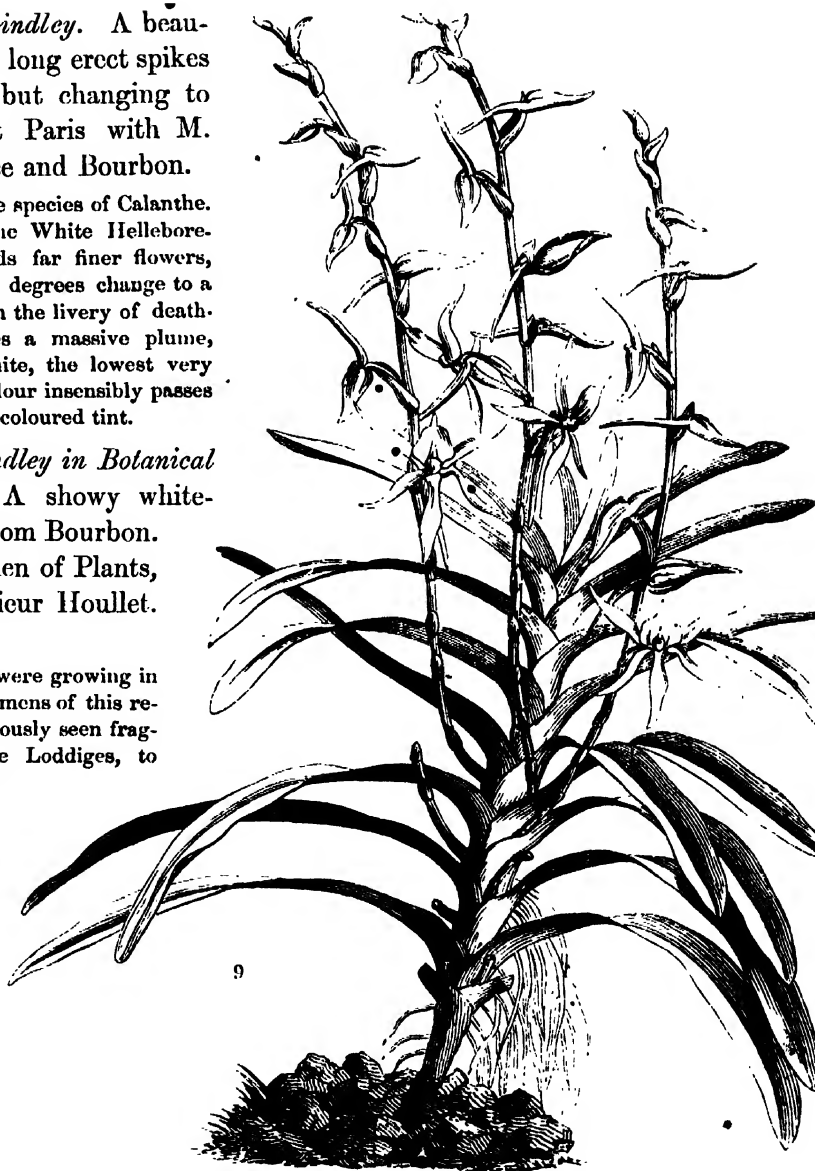 indley. A beau-
long erect spikes
but changing to
Paris with M.
e and Bourbon.
e species of Calanthe.
White Hellebore-
ls far finer flowers,
degrees change to a
the livery of death.
s a massive plume,
ite, the lowest very
lour insensibly passes
coloured tint.
dley in Botanical
A showy white-
om Bourbon.
en of Plants,
ieur Houllet.
were growing in
mens of this re-
ously seen frag-
e Loddiges, to
9